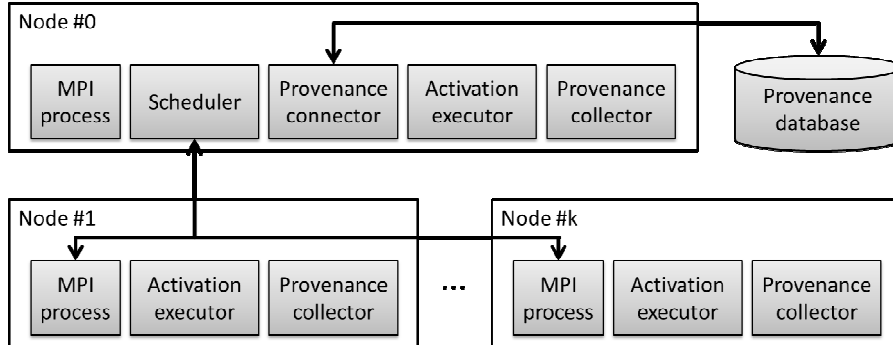 Node #0
MPI
process
Scheduler
Provenance
connector
Activation
executor
Provenance
collector
Provenance
database
Node #1
MPI
process
Activation
executor
Provenance
collector
...
Node #k
MPI
process
Activation
executor
Provenance
collector